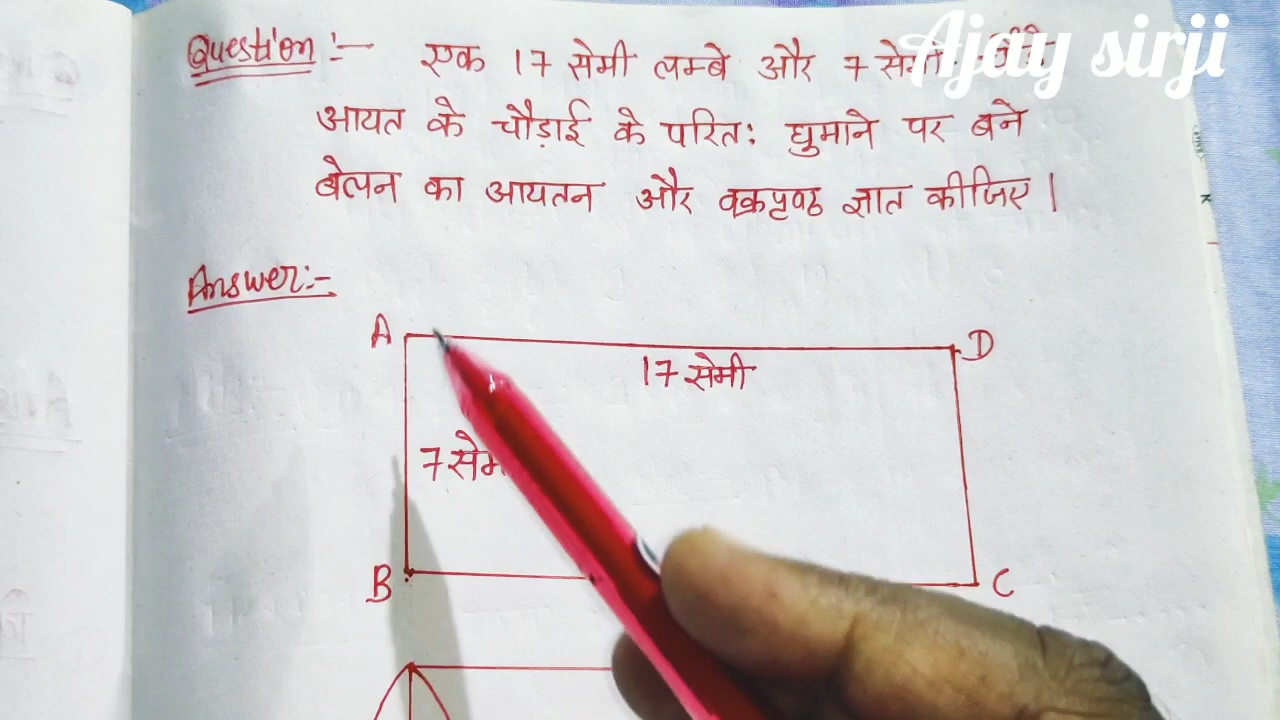 Ajay sirji
Question :- एक 17 सेमी लम्बे और 7 सेमी
आयत के चौड़ाई के परितः घुमाने पर बने
बेलन का आयतन और वक्रपृष्ठ ज्ञात कीजिए।
Answer:-
A
D
17 सेमी
7 सेमी
B
C